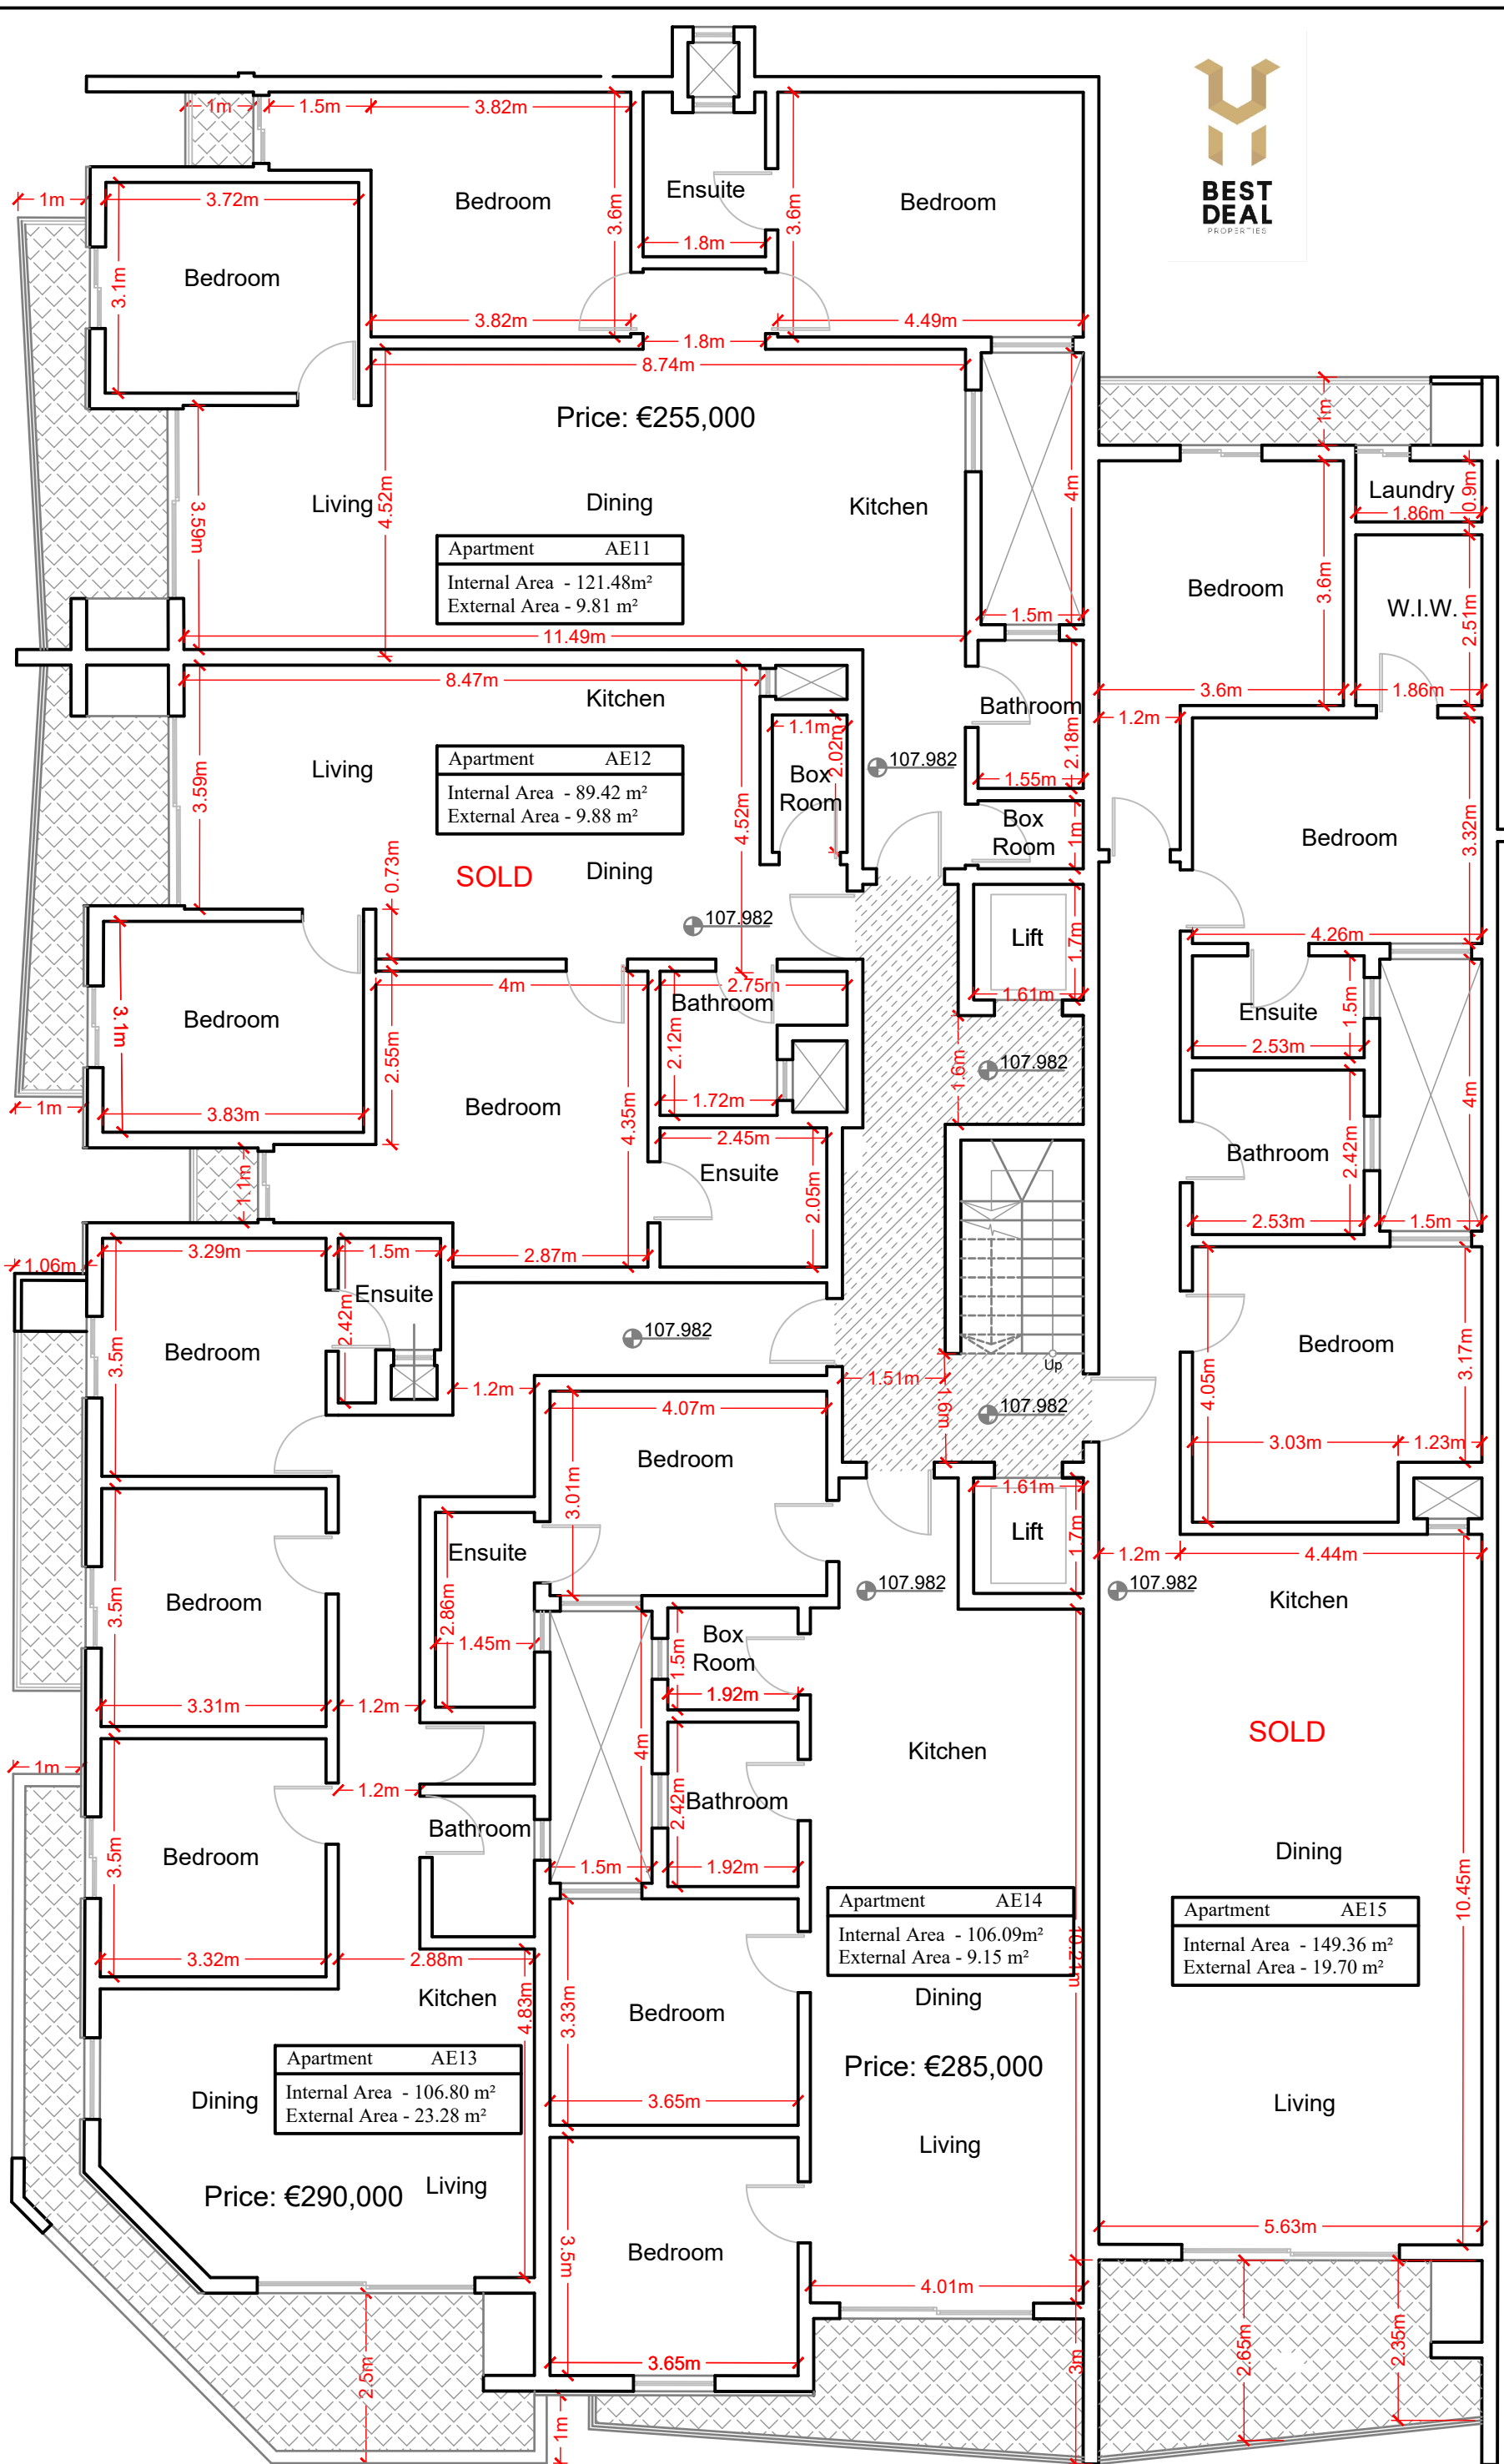 BEST
DEAL
PROPERTIES
1m
1.5m
3.82m
1m
3.72m
Bedroom
3.6m
Ensuite
1.8m
3.6m
Bedroom
Bedroom
3.1m
3.82m
1.8m
4.49m
8.74m
Price: €255,000
1m
Living
4.52m
3.59m
Dining
Kitchen
4m
Laundry
0.9m
1.86m
Apartment AE11
Internal Area - 121.48m²
External Area - 9.81 m²
1.5m
Bedroom
3.6m
W.I.W.
2.51m
11.49m
8.47m
Kitchen
3.6m
1.86m
1.2m
Bathroom
2.18m
1.55m
1.1m
2.02m
Box
Room
107.982
Living
3.59m
Apartment AE12
Internal Area - 89.42 m²
External Area - 9.88 m²
4.52m
Box
Room
1m
Bedroom
3.32m
SOLD
Dining
0.73m
107.982
Lift
1.7m
1.61m
4.26m
4m
2.75m
Bathroom
Bedroom
3.1m
2.55m
2.12m
1.72m
Ensuite
1.5m
2.53m
107.982
1.6m
1m
3.83m
Bedroom
4.35m
2.45m
Ensuite
2.05m
Bathroom
2.42m
4m
1.1m
2.53m
1.5m
1.06m
3.29m
1.5m
2.87m
Ensuite
2.42m
Bedroom
3.5m
107.982
Up
Bedroom
4.05m
3.17m
1.2m
1.51m
1.6m
107.982
4.07m
Bedroom
3.01m
3.03m
1.23m
1.61m
Lift
1.7m
Ensuite
2.86m
1.45m
1.2m
4.44m
107.982
107.982
Kitchen
Bedroom
3.5m
Box
Room
1.5m
1.92m
3.31m
1.2m
SOLD
4m
Kitchen
1m
1.2m
Bathroom
2.42m
Bathroom
Bedroom
3.5m
Dining
1.5m
1.92m
Apartment AE14
Internal Area - 106.09m²
External Area - 9.15 m²
Apartment AE15
Internal Area - 149.36 m²
External Area - 19.70 m²
10.45m
3.32m
2.88m
Kitchen
4.83m
Bedroom
3.33m
Dining
Apartment AE13
Internal Area - 106.80 m²
External Area - 23.28 m²
Price: €285,000
Dining
3.65m
Living
Living
Price: €290,000
Living
Bedroom
3.5m
5.63m
4.01m
2.5m
3.65m
3m
2.65m
2.35m
1m